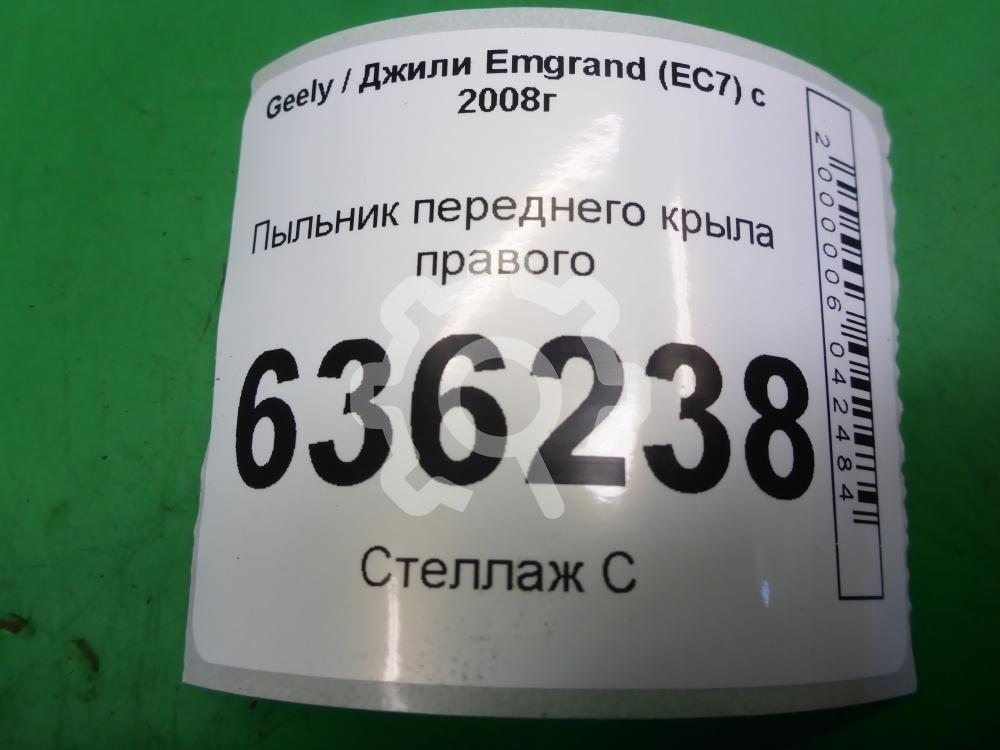 Geely / Джили Emgrand (EC7) с
2008г
Пыльник переднего крыла
правого
636238
Стеллаж С
2000006042484